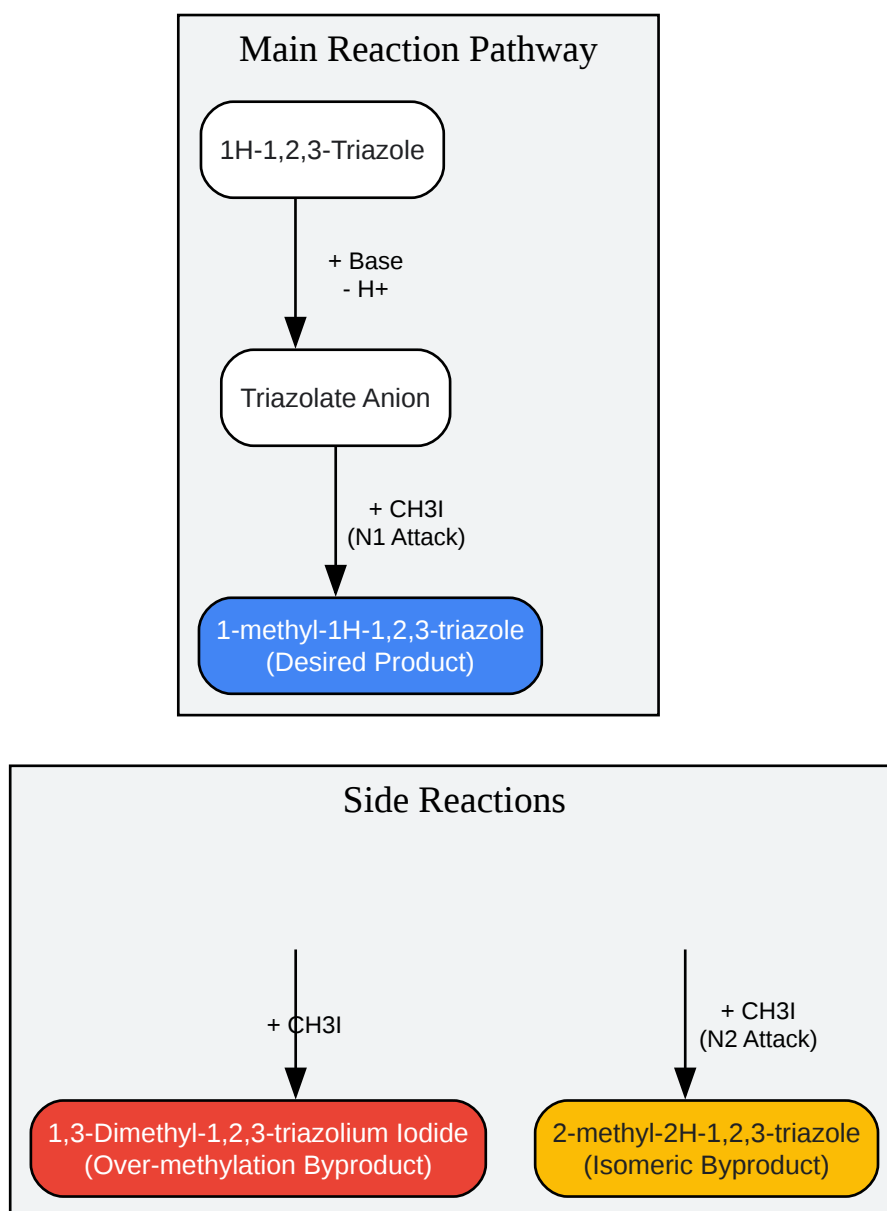 Main Reaction Pathway
1H-1,2,3-Triazole
+ Base
- H+
Triazolate Anion
+ CH3I
(N1 Attack)
1-methyl-1H-1,2,3-triazole
(Desired Product)
Side Reactions
+ CH3I
+ CH3I
(N2 Attack)
1,3-Dimethyl-1,2,3-triazolium Iodide
(Over-methylation Byproduct)
2-methyl-2H-1,2,3-triazole
(Isomeric Byproduct)